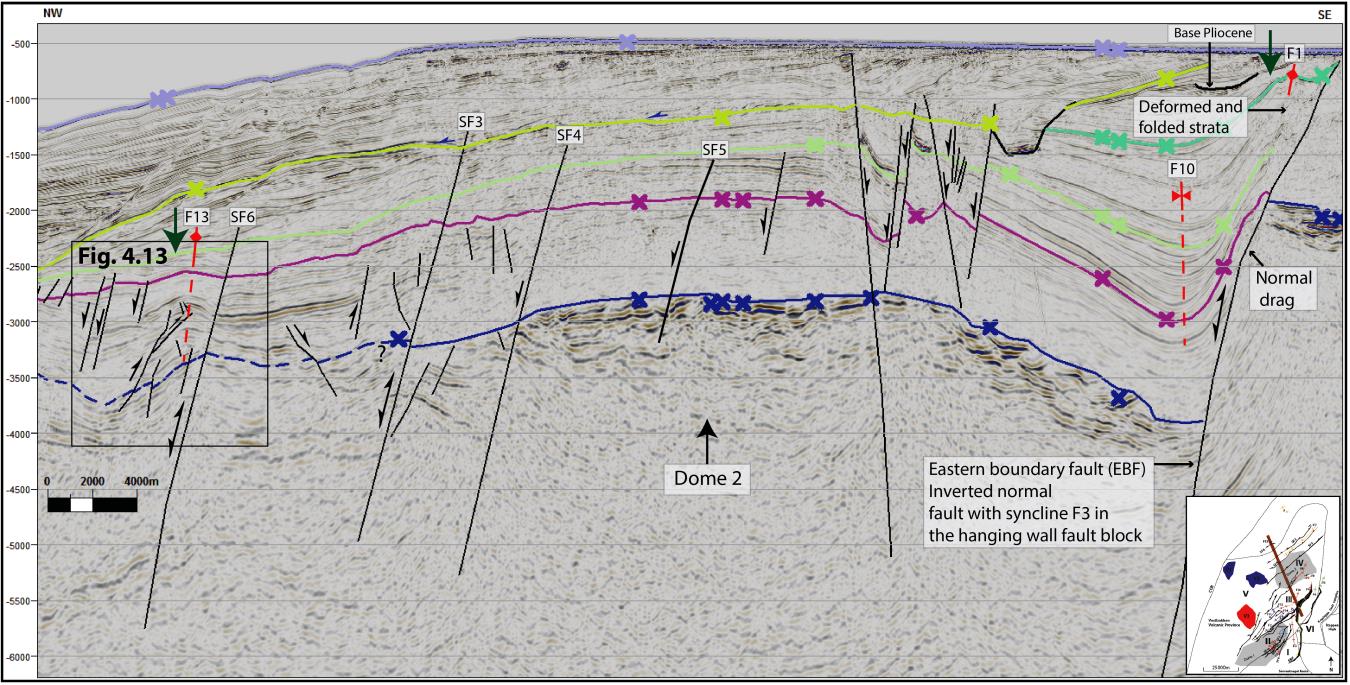 NW
SE
-500
-1000
-1500
-2000
-2500
-3000
-3500
-4000
-4500
-5000
-5500
-6000
Base Pliocene
F1
Deformed and
folded strata
SF3
SF4
SF5
F10
F13
SF6
Fig. 4.13
Normal
drag
?
0 2000 4000m
Dome 2
Eastern boundary fault (EBF)
Inverted normal
fault with syncline F3 in
the hanging wall fault block
IV
V
III
VI
II
I
Volcanic Province
25000m
N